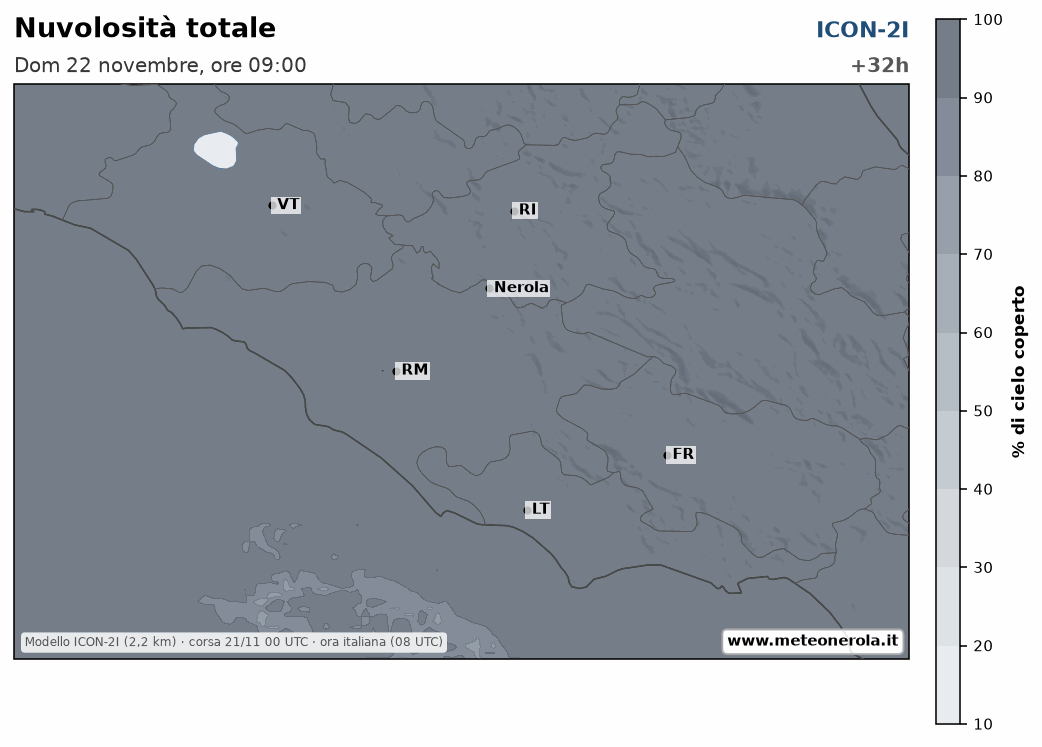 Nuvolosità totale
ICON-2I
Dom 22 novembre, ore 09:00
+32h
100
90
80
70
60
50
40
30
20
10
% di cielo coperto
VT
RI
Nerola
RM
FR
LT
Modello ICON-2I (2,2 km) · corsa 21/11 00 UTC · ora italiana (08 UTC)
www.meteonerola.it